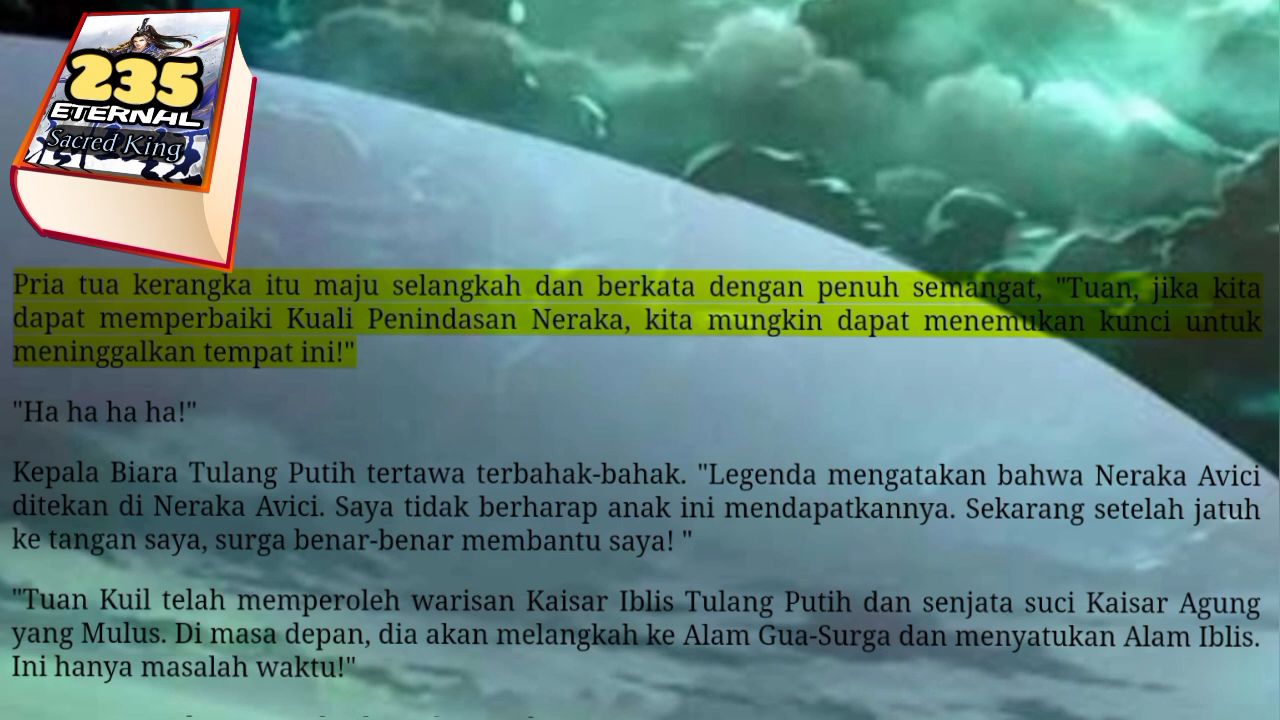 235
ETERNAL
Sacred King
Pria tua kerangka itu maju selangkah dan berkata dengan penuh semangat, "Tuan, jika kita
dapat memperbaiki Kuali Penindasan Neraka, kita mungkin dapat menemukan kunci untuk
meninggalkan tempat ini!"
"Ha ha ha ha!"
Kepala Biara Tulang Putih tertawa terbahak-bahak. "Legenda mengatakan bahwa Neraka Avici
ditekan di Neraka Avici. Saya tidak berharap anak ini mendapatkannya. Sekarang setelah jatuh
ke tangan saya, surga benar-benar membantu saya! "
"Tuan Kuil telah memperoleh warisan Kaisar Iblis Tulang Putih dan senjata suci Kaisar Agung
yang Mulus. Di masa depan, dia akan melangkah ke Alam Gua-Surga dan menyatukan Alam Iblis.
Ini hanya masalah waktu!"